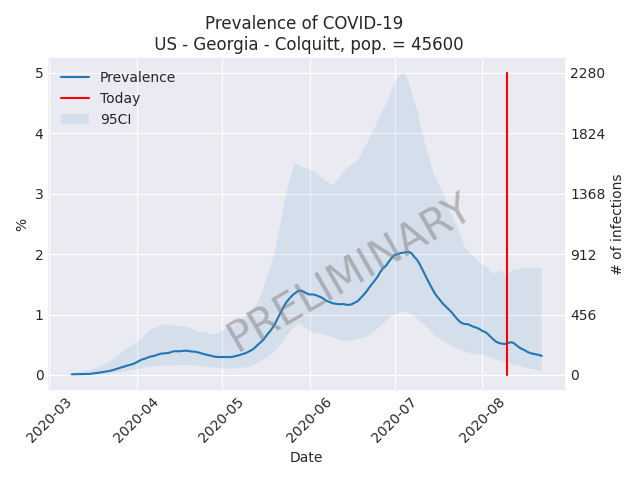 Prevalence of COVID-19
US - Georgia - Colquitt, pop. = 45600
Prevalence
Today
95CI
PRELIMINARY
5
4
3
2
1
0
%
2280
1824
1368
912
456
0
# of infections
2020-03
2020-04
2020-05
2020-06
2020-07
2020-08
Date